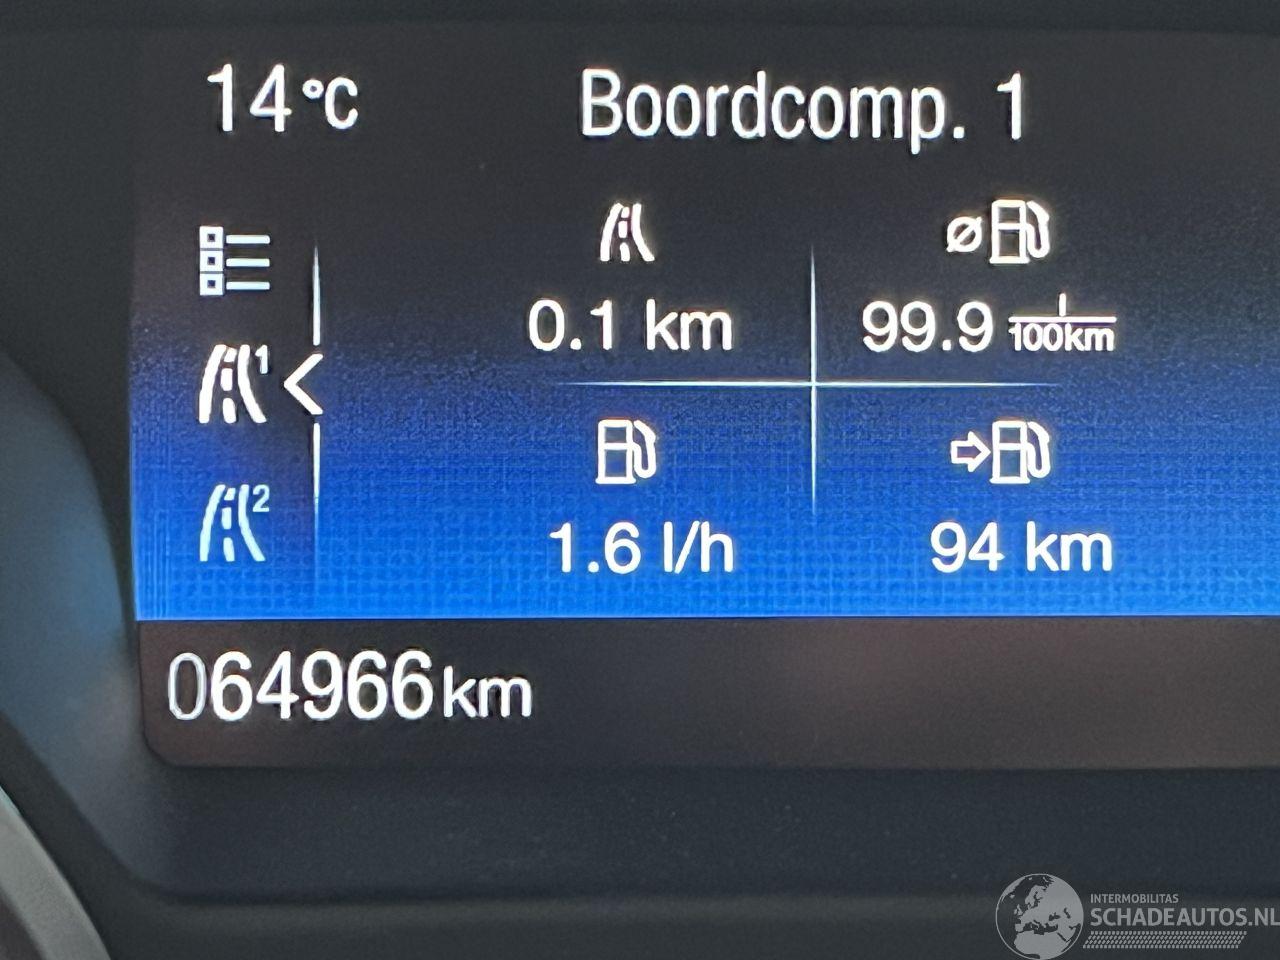 14°C
Boordcomp. 1
0.1 km
ø
99.9 l/100km
1
2
1.6 l/h
94 km
064966km
INTERMOBILITAS
SCHADEAUTOS.NL